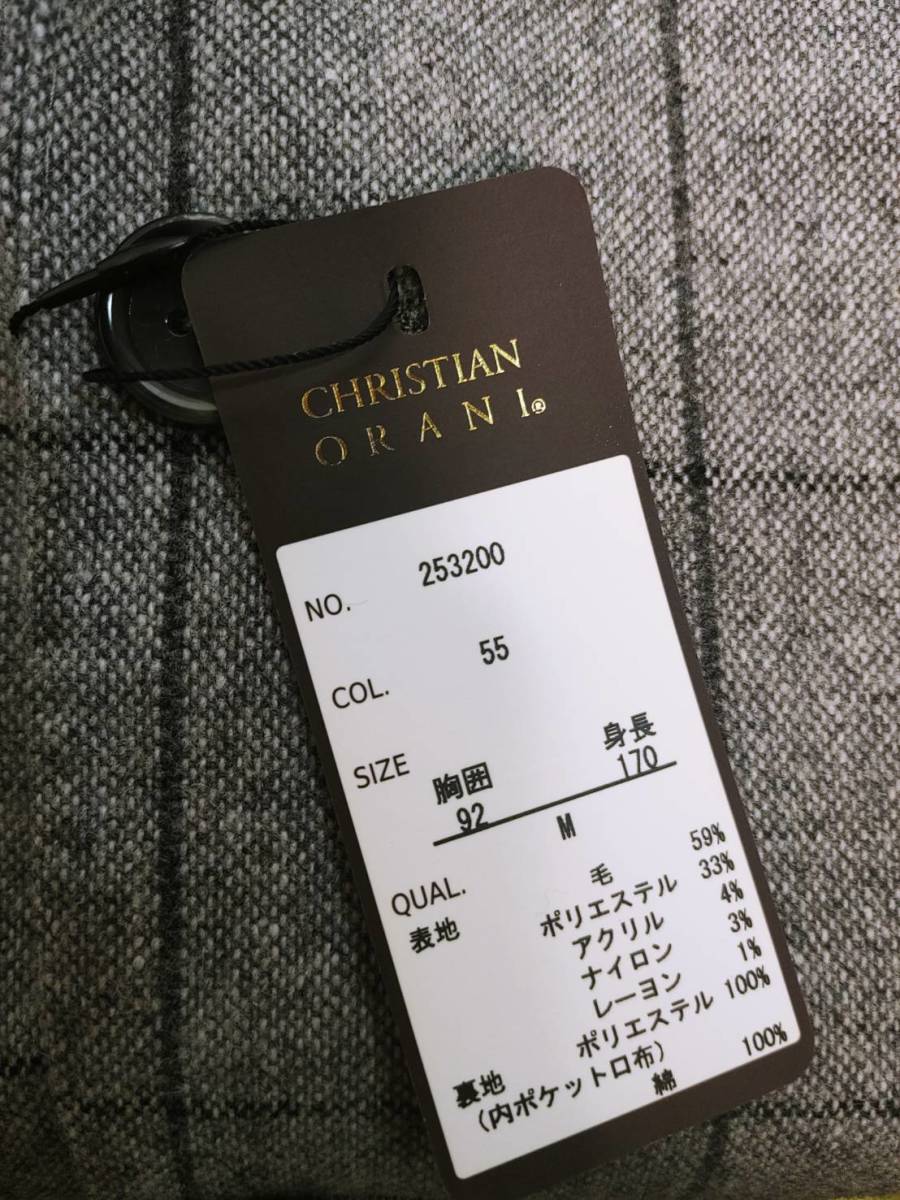 CHRISTIAN
ORANI®
NO. 253200
COL. 55
SIZE 胸囲 身長
92 170
M
QUAL.
表地 毛 59%
ポリエステル 33%
アクリル 4%
ナイロン 3%
レーヨン 1%
裏地 ポリエステル 100%
(内ポケット口布)
綿 100%